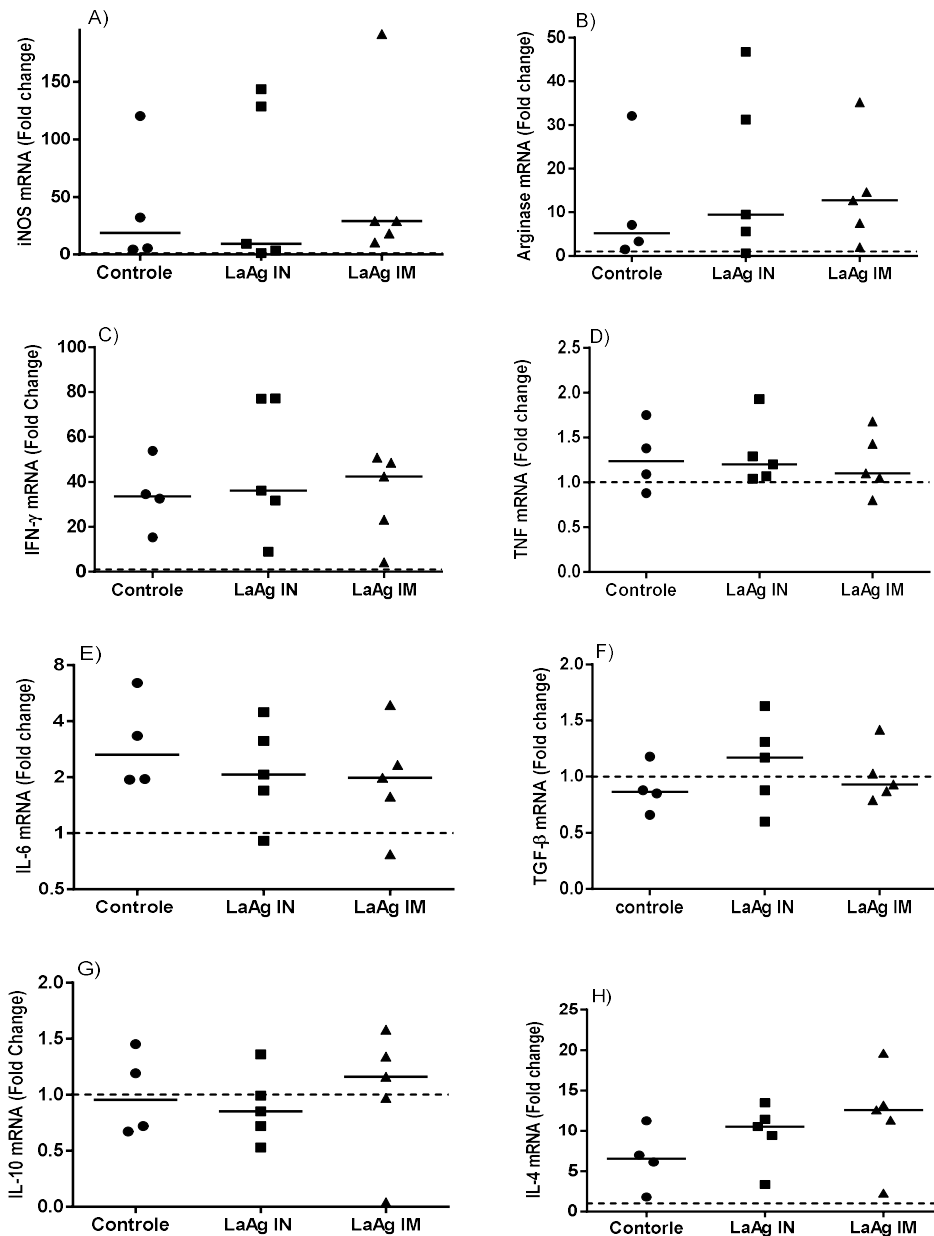 A)
iNOS mRNA (Fold change)
150
100
50
0
Controle LaAg IN LaAg IM
B)
Arginase mRNA (Fold change)
50
40
30
20
10
0
Controle LaAg IN LaAg IM
C)
IFN-γ mRNA (Fold Change)
100
80
60
40
20
0
Controle LaAg IN LaAg IM
D)
TNF mRNA (Fold change)
2.5
2.0
1.5
1.0
0.5
0.0
Controle LaAg IN LaAg IM
E)
IL-6 mRNA (Fold change)
8
4
2
1
0.5
Controle LaAg IN LaAg IM
F)
TGF-β mRNA (Fold change)
2.0
1.5
1.0
0.5
0.0
controle LaAg IN LaAg IM
G)
IL-10 mRNA (Fold Change)
2.0
1.5
1.0
0.5
0.0
Controle LaAg IN LaAg IM
H)
IL-4 mRNA (Fold change)
25
20
15
10
5
0
Contorle LaAg IN LaAg IM